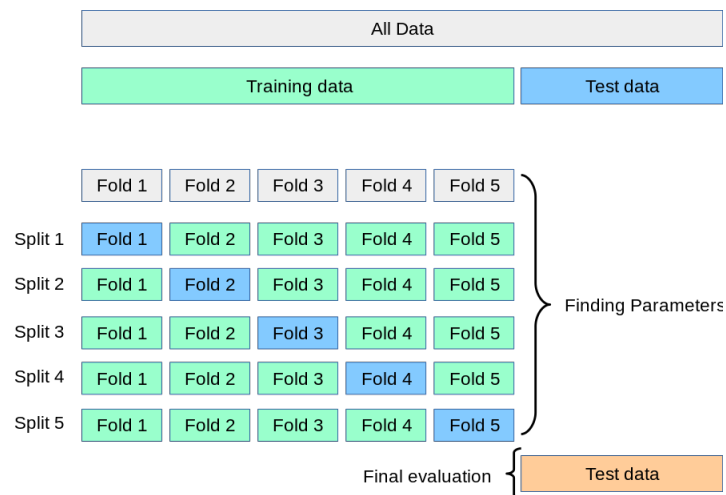 All Data
Training data Test data
Fold 1 Fold 2 Fold 3 Fold 4 Fold 5
Split 1 Fold 1 Fold 2 Fold 3 Fold 4 Fold 5
Split 2 Fold 1 Fold 2 Fold 3 Fold 4 Fold 5
Finding Parameters
Split 3 Fold 1 Fold 2 Fold 3 Fold 4 Fold 5
Split 4 Fold 1 Fold 2 Fold 3 Fold 4 Fold 5
Split 5 Fold 1 Fold 2 Fold 3 Fold 4 Fold 5
Final evaluation Test data